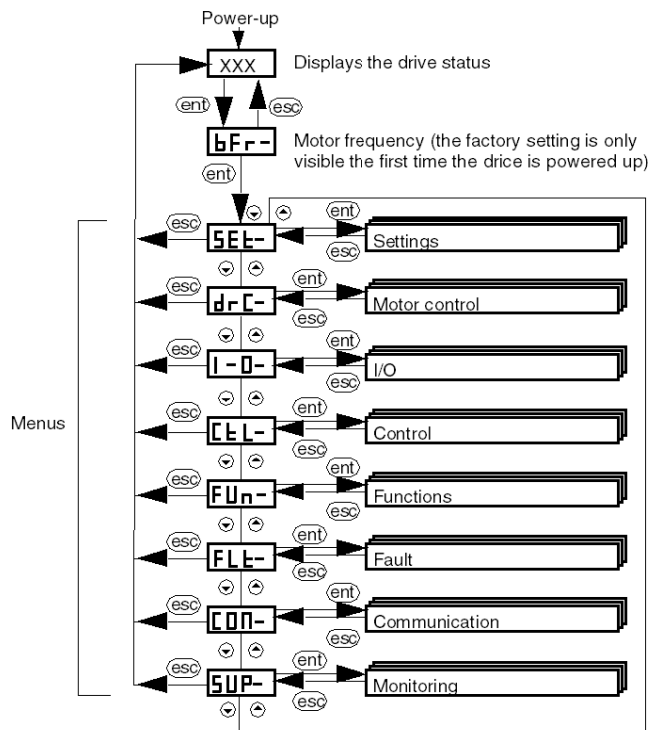 Power-up
XXX Displays the drive status
ent esc
bFr- Motor frequency (the factory setting is only
visible the first time the drice is powered up)
ent
esc SEt- ent esc Settings
esc drC- ent esc Motor control
esc I-O- ent esc I/O
Menus
esc CtL- ent esc Control
esc FUn- ent esc Functions
esc FLt- ent esc Fault
esc COM- ent esc Communication
esc SUP- ent esc Monitoring